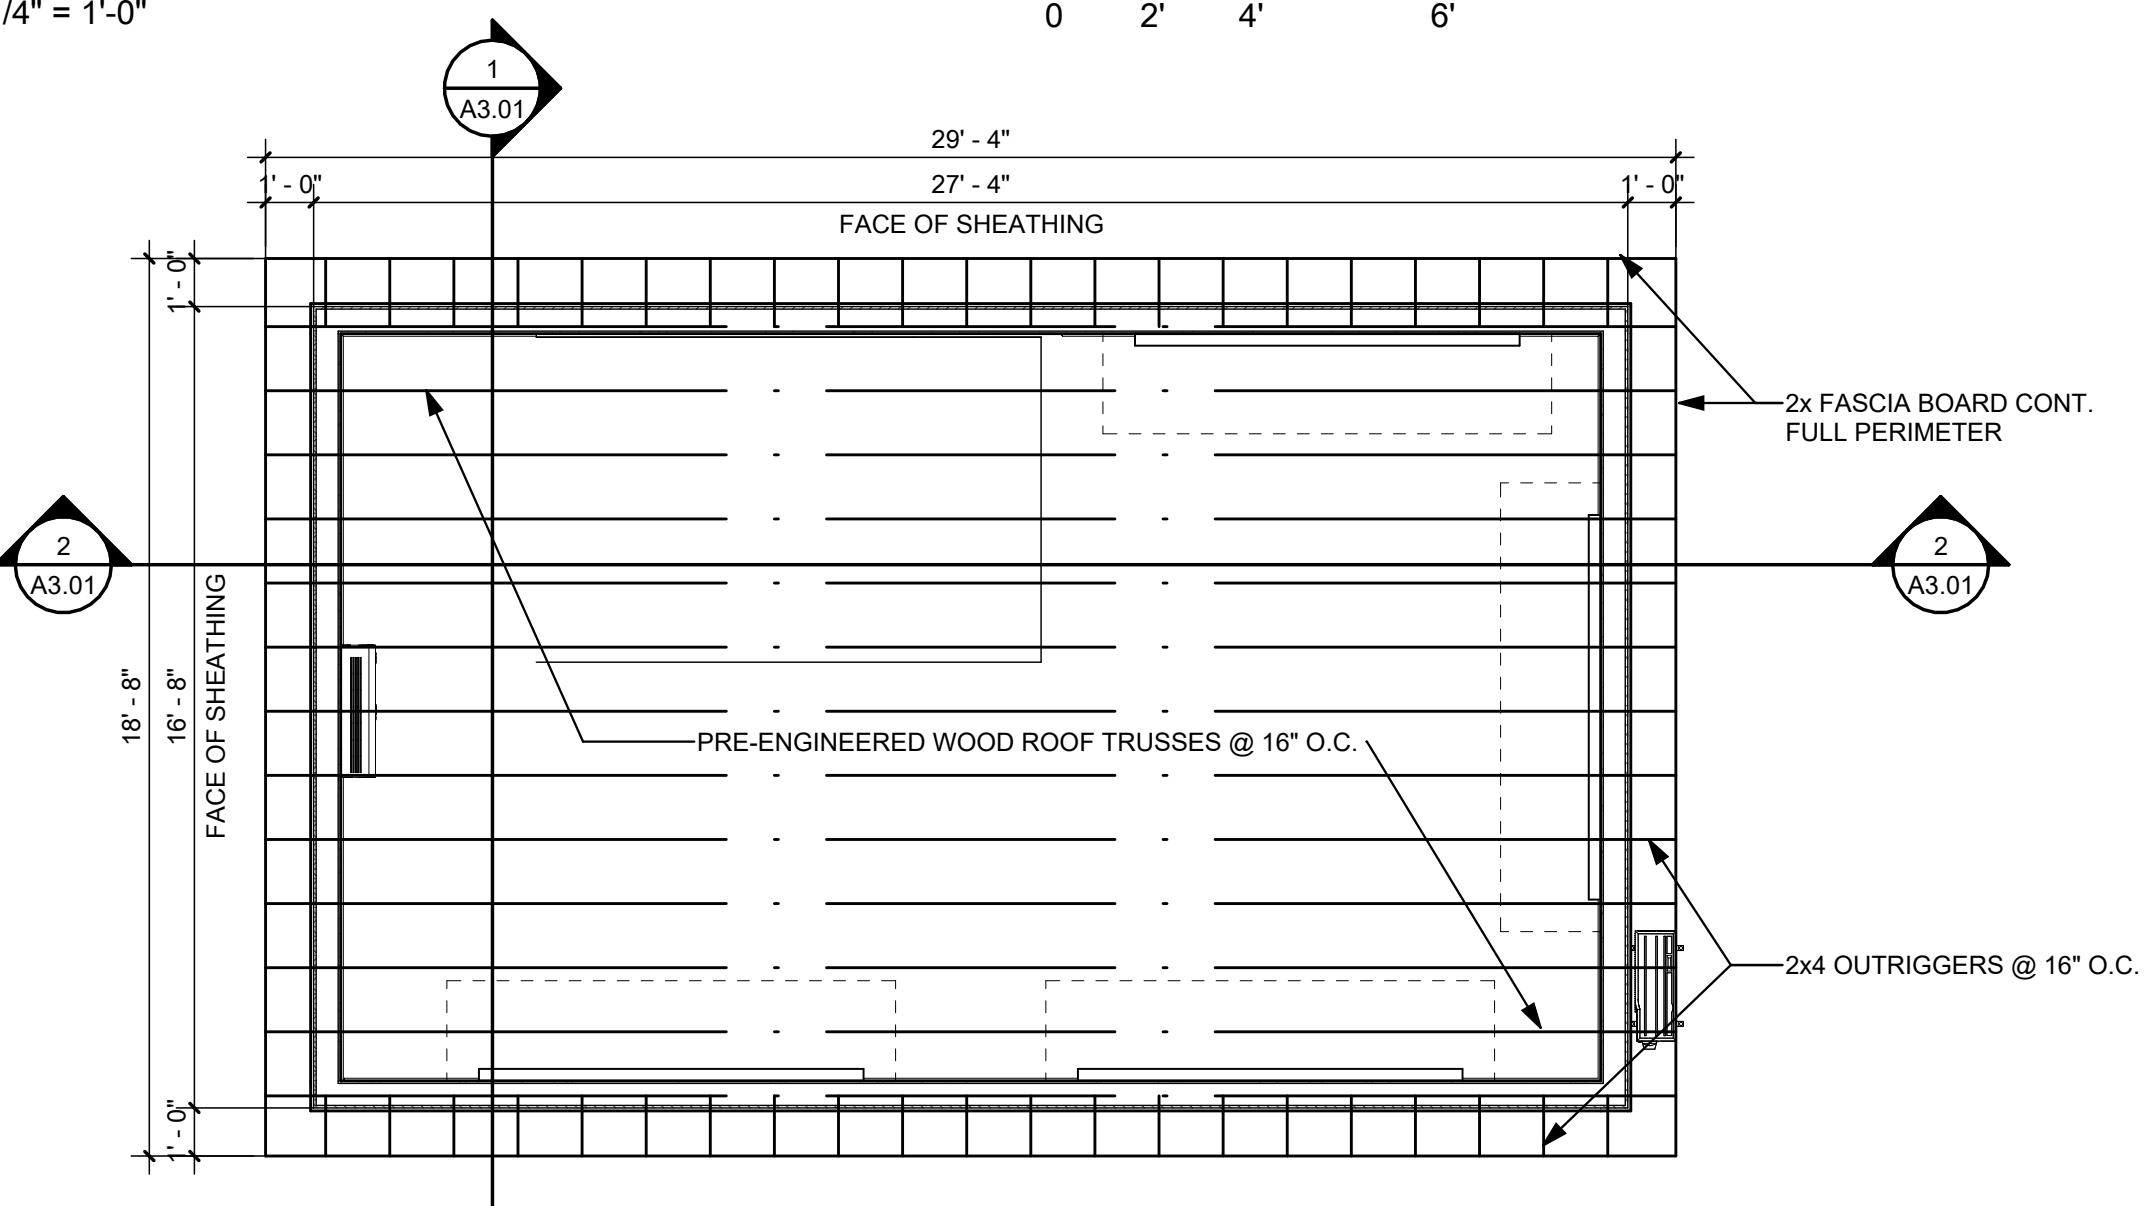 /4" = 1'-0"
0 2' 4' 6'
1
A3.01
29' - 4"
1' - 0" 27' - 4" 1' - 0"
FACE OF SHEATHING
1' - 0"
2x FASCIA BOARD CONT.
FULL PERIMETER
2
A3.01
2
A3.01
18' - 8"
16' - 8"
FACE OF SHEATHING
PRE-ENGINEERED WOOD ROOF TRUSSES @ 16" O.C.
2x4 OUTRIGGERS @ 16" O.C.
1' - 0"